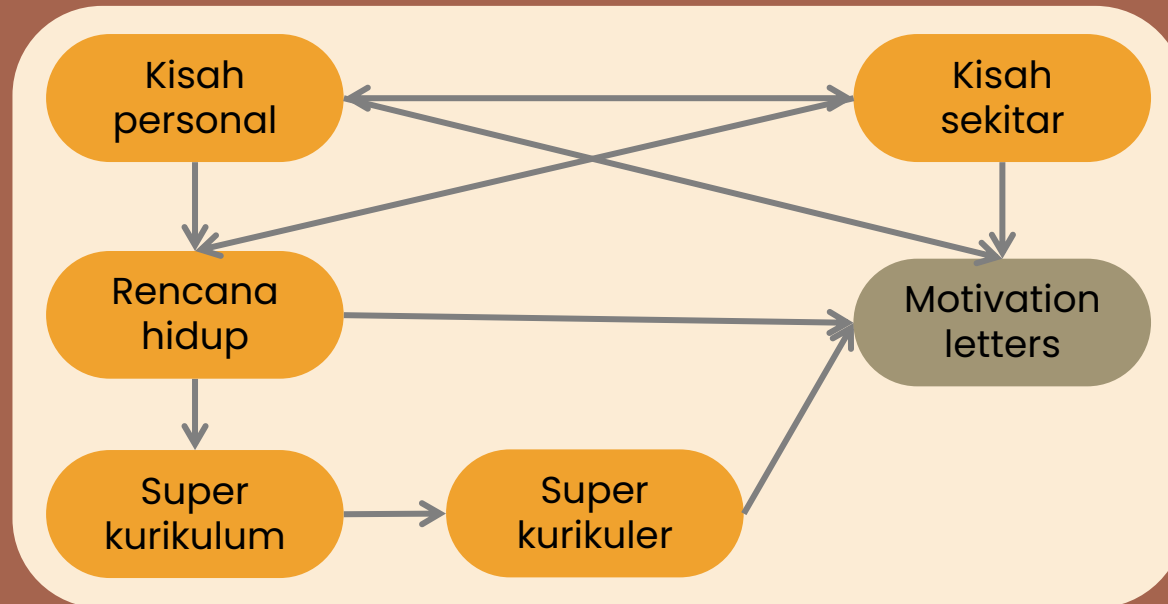 Kisah
personal
Kisah
sekitar
Rencana
hidup
Motivation
letters
Super
kurikulum
Super
kurikuler